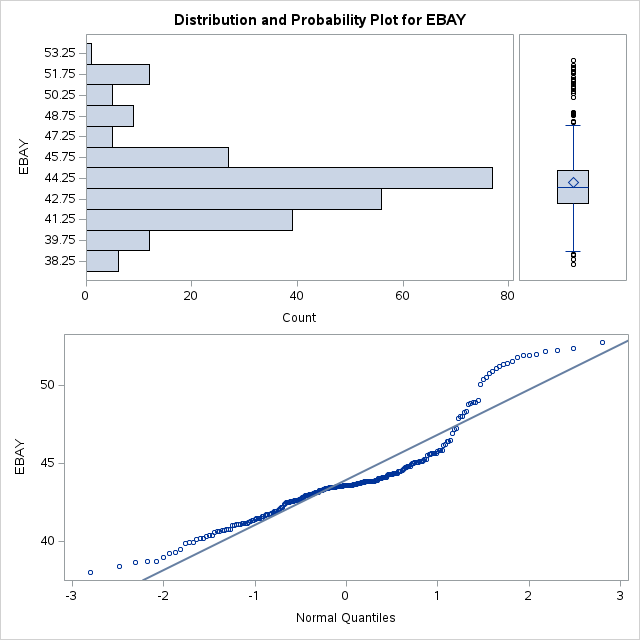 Distribution and Probability Plot for EBAY
EBAY
53.25
51.75
50.25
48.75
47.25
45.75
44.25
42.75
41.25
39.75
38.25
0 20 40 60 80
Count
EBAY
50
45
40
-3 -2 -1 0 1 2 3
Normal Quantiles